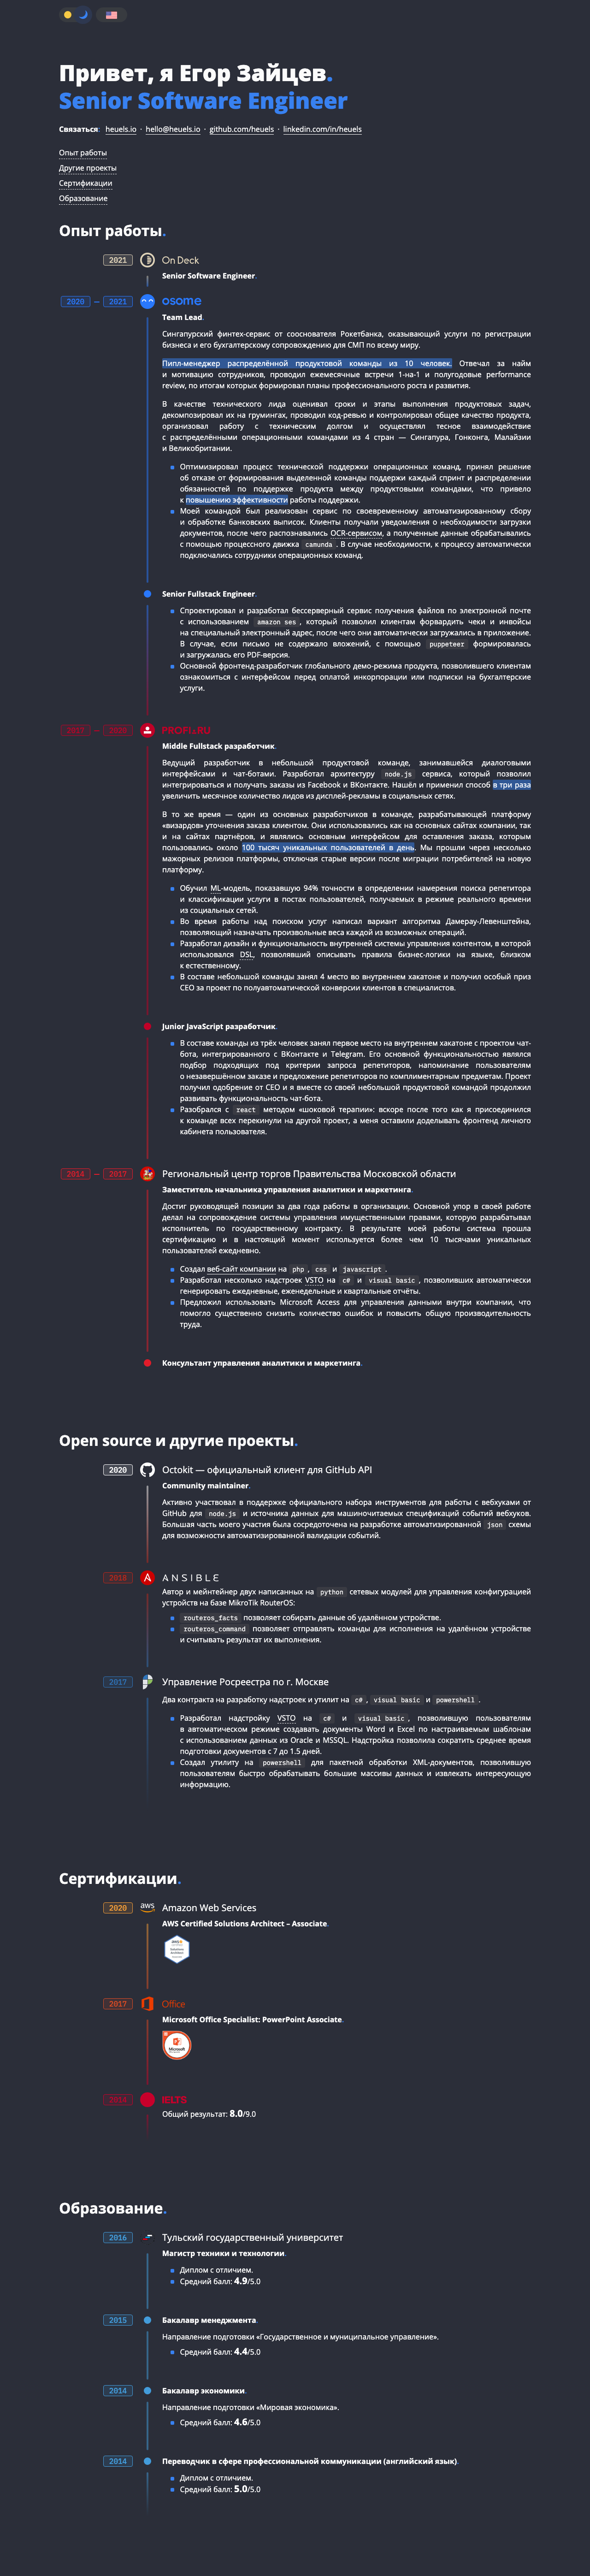 Привет, я Егор Зайцев.
Senior Software Engineer
Связаться: heuels.io · hello@heuels.io · github.com/heuels · linkedin.com/in/heuels
Опыт работы
Другие проекты
Сертификации
Образование
Опыт работы.
2021 On Deck
Senior Software Engineer.
2020 — 2021 osome
Team Lead.
Сингапурский финтех-сервис от сооснователя Рокетбанка, оказывающий услуги по регистрации
бизнеса и его бухгалтерскому сопровождению для СМП по всему миру.
Пипл-менеджер распределённой продуктовой команды из 10 человек. Отвечал за найм
и мотивацию сотрудников, проводил ежемесячные встречи 1-на-1 и полугодовые performance
review, по итогам которых формировал планы профессионального роста и развития.
В качестве технического лида оценивал сроки и этапы выполнения продуктовых задач,
декомпозировал их на грумингах, проводил код-ревью и контролировал общее качество продукта,
организовал работу с техническим долгом и осуществлял тесное взаимодействие
с распределёнными операционными командами из 4 стран — Сингапура, Гонконга, Малайзии
и Великобритании.
Оптимизировал процесс технической поддержки операционных команд, принял решение
об отказе от формирования выделенной команды поддержки каждый спринт и распределении
обязанностей по поддержке продукта между продуктовыми командами, что привело
к повышению эффективности работы поддержки.
Моей командой был реализован сервис по своевременному автоматизированному сбору
и обработке банковских выписок. Клиенты получали уведомления о необходимости загрузки
документов, после чего распознавались OCR-сервисом, а полученные данные обрабатывались
с помощью процессного движка camunda. В случае необходимости, к процессу автоматически
подключались сотрудники операционных команд.
Senior Fullstack Engineer.
Спроектировал и разработал бессерверный сервис получения файлов по электронной почте
с использованием amazon ses, который позволил клиентам форвардить чеки и инвойсы
на специальный электронный адрес, после чего они автоматически загружались в приложение.
В случае, если письмо не содержало вложений, с помощью puppeteer формировалась
и загружалась его PDF-версия.
Основной фронтенд-разработчик глобального демо-режима продукта, позволившего клиентам
ознакомиться с интерфейсом перед оплатой инкорпорации или подписки на бухгалтерские
услуги.
2017 — 2020 PROFI.RU
Middle Fullstack разработчик.
Ведущий разработчик в небольшой продуктовой команде, занимавшейся диалоговыми
интерфейсами и чат-ботами. Разработал архитектуру node.js сервиса, который позволил
интегрироваться и получать заказы из Facebook и ВКонтакте. Нашёл и применил способ в три раза
увеличить месячное количество лидов из дисплей-рекламы в социальных сетях.
В то же время — один из основных разработчиков в команде, разрабатывающей платформу
«визардов» уточнения заказа клиентом. Они использовались как на основных сайтах компании, так
и на сайтах партнёров, и являлись основным интерфейсом для оставления заказа, которым
пользовались около 100 тысяч уникальных пользователей в день. Мы прошли через несколько
мажорных релизов платформы, отключая старые версии после миграции потребителей на новую
платформу.
Обучил ML-модель, показавшую 94% точности в определении намерения поиска репетитора
и классификации услуги в постах пользователей, получаемых в режиме реального времени
из социальных сетей.
Во время работы над поиском услуг написал вариант алгоритма Дамерау-Левенштейна,
позволяющий назначать произвольные веса каждой из возможных операций.
Разработал дизайн и функциональность внутренней системы управления контентом, в которой
использовался DSL, позволявший описывать правила бизнес-логики на языке, близком
к естественному.
В составе небольшой команды занял 4 место во внутреннем хакатоне и получил особый приз
CEO за проект по полуавтоматической конверсии клиентов в специалистов.
Junior JavaScript разработчик.
В составе команды из трёх человек занял первое место на внутреннем хакатоне с проектом чат-
бота, интегрированного с ВКонтакте и Telegram. Его основной функциональностью являлся
подбор подходящих под критерии запроса репетиторов, напоминание пользователям
о незавершённом заказе и предложение репетиторов по комплиментарным предметам. Проект
получил одобрение от CEO и я вместе со своей небольшой продуктовой командой продолжил
развивать функциональность чат-бота.
Разобрался с react методом «шоковой терапии»: вскоре после того как я присоединился
к команде всех перекинули на другой проект, а меня оставили доделывать фронтенд личного
кабинета пользователя.
2014 — 2017 Региональный центр торгов Правительства Московской области
Заместитель начальника управления аналитики и маркетинга.
Достиг руководящей позиции за два года работы в организации. Основной упор в своей работе
делал на сопровождение системы управления имущественными правами, которую разрабатывал
исполнитель по государственному контракту. В результате моей работы система прошла
сертификацию и в настоящий момент используется более чем 10 тысячами уникальных
пользователей ежедневно.
Создал веб-сайт компании на php, css и javascript.
Разработал несколько надстроек VSTO на c# и visual basic, позволивших автоматически
генерировать ежедневные, еженедельные и квартальные отчёты.
Предложил использовать Microsoft Access для управления данными внутри компании, что
помогло существенно снизить количество ошибок и повысить общую производительность
труда.
Консультант управления аналитики и маркетинга.
Open source и другие проекты.
2020 Octokit — официальный клиент для GitHub API
Community maintainer.
Активно участвовал в поддержке официального набора инструментов для работы с вебхуками от
GitHub для node.js и источника данных для машиночитаемых спецификаций событий вебхуков.
Большая часть моего участия была сосредоточена на разработке автоматизированной json схемы
для возможности автоматизированной валидации событий.
2018 ANSIBLE
Автор и мейнтейнер двух написанных на python сетевых модулей для управления конфигурацией
устройств на базе MikroTik RouterOS:
routeros_facts позволяет собирать данные об удалённом устройстве.
routeros_command позволяет отправлять команды для исполнения на удалённом устройстве
и считывать результат их выполнения.
2017 Управление Росреестра по г. Москве
Два контракта на разработку надстроек и утилит на c#, visual basic и powershell.
Разработал надстройку VSTO на c# и visual basic, позволившую пользователям
в автоматическом режиме создавать документы Word и Excel по настраиваемым шаблонам
с использованием данных из Oracle и MSSQL. Надстройка позволила сократить среднее время
подготовки документов с 7 до 1.5 дней.
Создал утилиту на powershell для пакетной обработки XML-документов, позволившую
пользователям быстро обрабатывать большие массивы данных и извлекать интересующую
информацию.
Сертификации.
2020 aws Amazon Web Services
AWS Certified Solutions Architect – Associate.
2017 Office
Microsoft Office Specialist: PowerPoint Associate.
Microsoft
2014 IELTS
Общий результат: 8.0/9.0
Образование.
2016 Тульский государственный университет
Магистр техники и технологии.
Диплом с отличием.
Средний балл: 4.9/5.0
2015 Бакалавр менеджмента.
Направление подготовки «Государственное и муниципальное управление».
Средний балл: 4.4/5.0
2014 Бакалавр экономики.
Направление подготовки «Мировая экономика».
Средний балл: 4.6/5.0
2014 Переводчик в сфере профессиональной коммуникации (английский язык).
Диплом с отличием.
Средний балл: 5.0/5.0